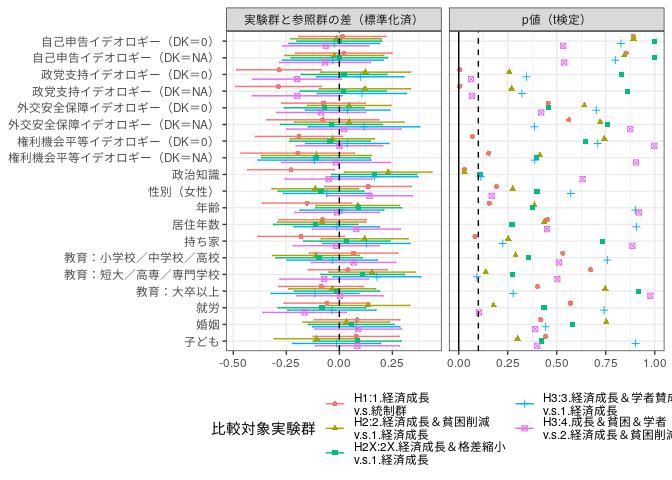 実験群と参照群の差（標準化済）
p値（t検定）
自己申告イデオロギー（DK=0）
自己申告イデオロギー（DK=NA）
政党支持イデオロギー（DK=0）
政党支持イデオロギー（DK=NA）
外交安全保障イデオロギー（DK=0）
外交安全保障イデオロギー（DK=NA）
権利機会平等イデオロギー（DK=0）
権利機会平等イデオロギー（DK=NA）
政治知識
性別（女性）
年齢
居住年数
持ち家
教育：小学校／中学校／高校
教育：短大／高専／専門学校
教育：大卒以上
就労
婚姻
子ども
-0.50 -0.25 0.00 0.25
0.00 0.25 0.50 0.75 1.00
比較対象実験群
H1:1.経済成長
v.s.統制群
H2:2.経済成長＆貧困削減
v.s.1.経済成長
H2X:2X.経済成長＆格差縮小
v.s.1.経済成長
H3:3.経済成長＆学者賛成
v.s.1.経済成長
H3:4.成長＆貧困＆学者
v.s.2.経済成長＆貧困削減